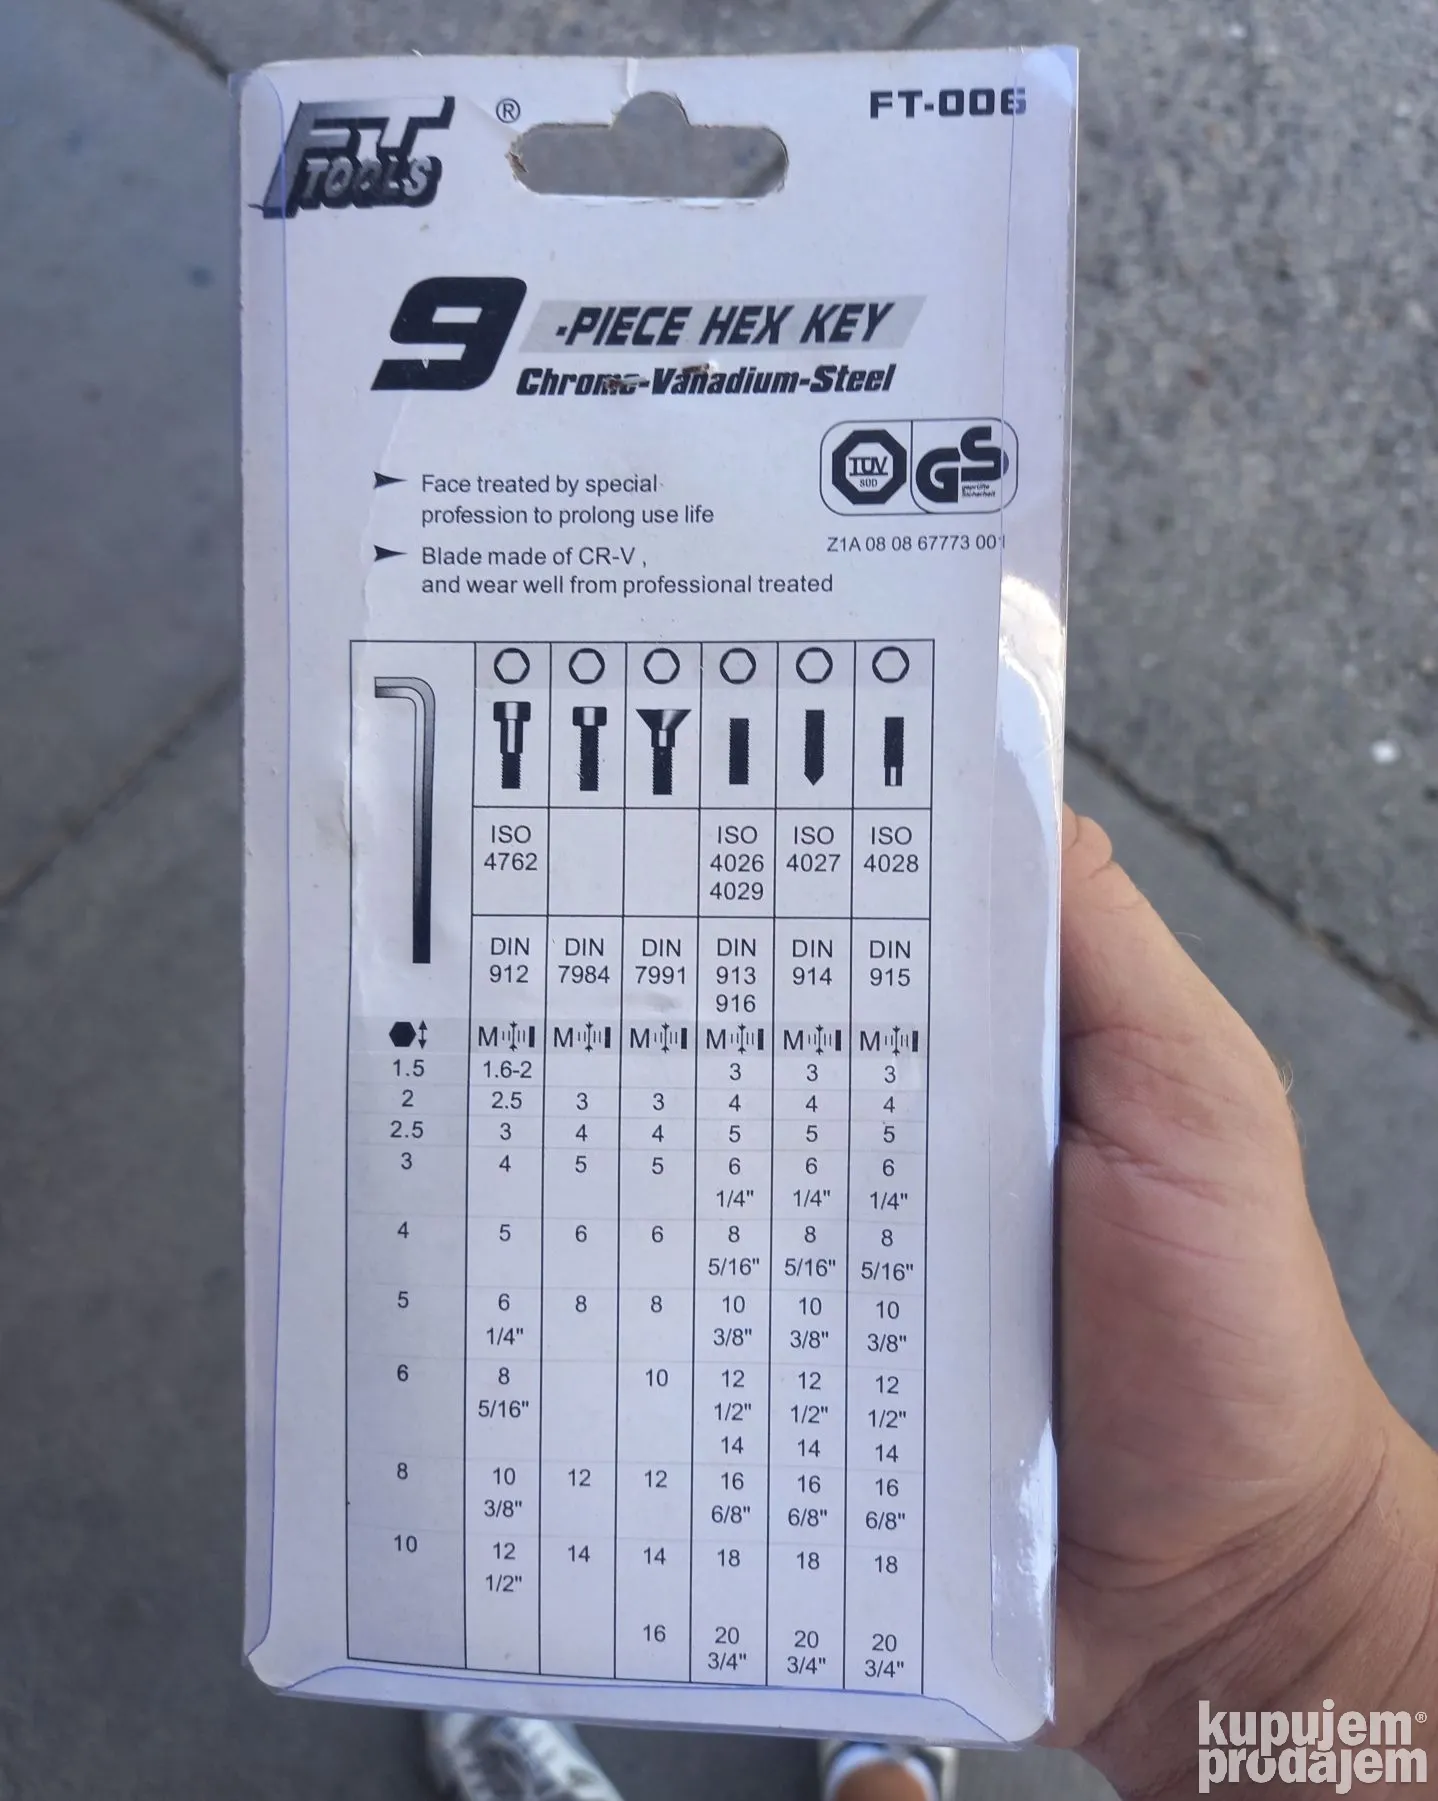 FT TOOLS ®
FT-006
9-PIECE HEX KEY
Chrome-Vanadium-Steel
Face treated by special
profession to prolong use life
Blade made of CR-V ,
and wear well from professional treated
TÜV
SÜD
GS
geprüfte
Sicherheit
Z1A 08 08 67773 001
ISO 4762
ISO 4026 4029
ISO 4027
ISO 4028
DIN 912
DIN 7984
DIN 7991
DIN 913 916
DIN 914
DIN 915
M M M M M M
1.5 1.6-2 3 3 3
2 2.5 3 3 4 4 4
2.5 3 4 4 5 5 5
3 4 5 5 6 6 6
1/4" 1/4" 1/4"
4 5 6 6 8 8 8
5/16" 5/16" 5/16"
5 6 8 8 10 10 10
1/4" 3/8" 3/8" 3/8"
6 8 10 12 12 12
5/16" 1/2" 1/2" 1/2"
14 14 14
8 10 12 12 16 16 16
3/8" 6/8" 6/8" 6/8"
10 12 14 14 18 18 18
1/2"
16 20 20 20
3/4" 3/4" 3/4"
kupujem®
prodajem